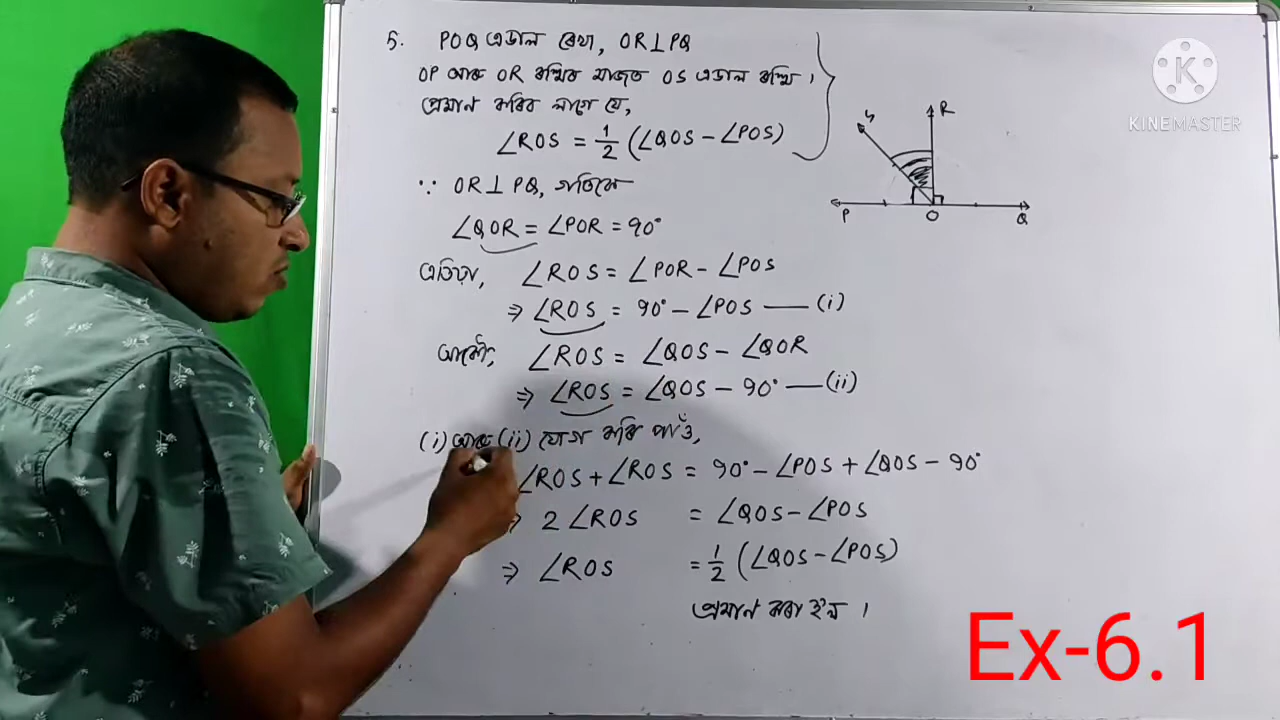 5. POQ এডাল ৰেখা, OR⊥PQ
OP আৰু OR ৰশ্মিৰ মাজত OS এডাল ৰশ্মি।
প্ৰমাণ কৰিব লাগে যে,
∠ROS = 1/2 (∠QOS - ∠POS)
∵ OR⊥PQ, গতিকে
∠QOR = ∠POR = 90°
এতিয়া, ∠ROS = ∠POR - ∠POS
⇒ ∠ROS = 90° - ∠POS —— (i)
আকৌ, ∠ROS = ∠QOS - ∠QOR
⇒ ∠ROS = ∠QOS - 90° —— (ii)
(i) আৰু (ii) যোগ কৰি পাওঁ,
∠ROS + ∠ROS = 90° - ∠POS + ∠QOS - 90°
⇒ 2 ∠ROS = ∠QOS - ∠POS
⇒ ∠ROS = 1/2 (∠QOS - ∠POS)
প্ৰমাণ কৰা হ'ল।
S R
P O Q
K
KINEMASTER
Ex-6.1